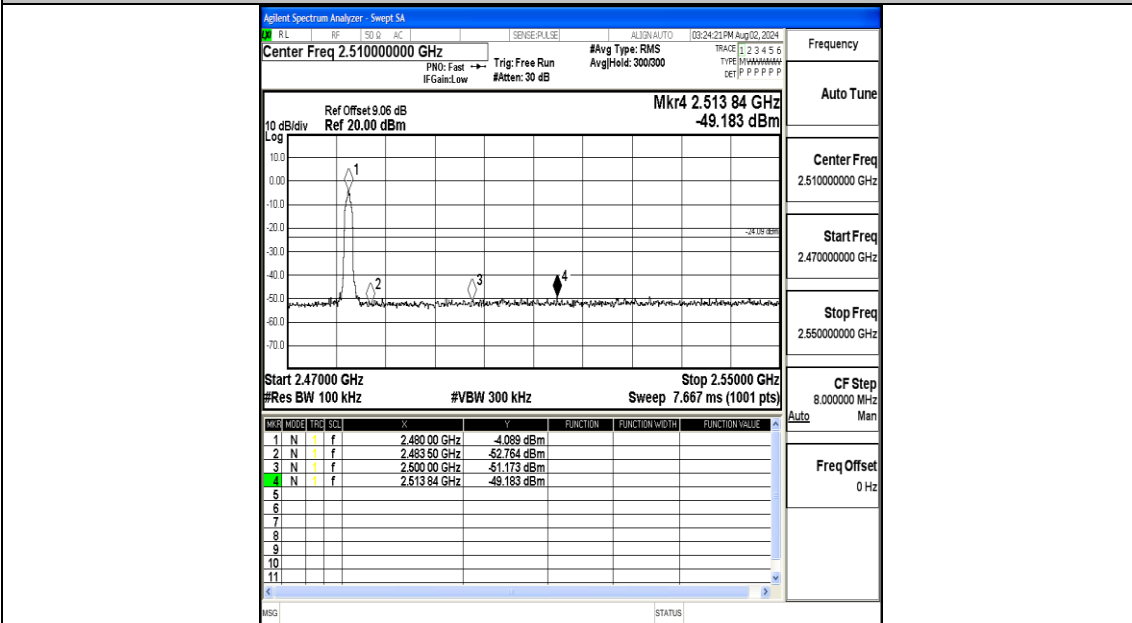 Agilent Spectrum Analyzer - Swept SA
RL RF 50 Ω AC SENSE:PULSE ALIGN AUTO 03:24:21 PM Aug 02, 2024
Center Freq 2.510000000 GHz
PNO: Fast
IFGain:Low
Trig: Free Run
#Atten: 30 dB
#Avg Type: RMS
Avg|Hold: 300/300
TRACE 1 2 3 4 5 6
TYPE
DET P P P P P P
Ref Offset 9.06 dB
Ref 20.00 dBm
10 dB/div
Log
Mkr4 2.513 84 GHz
-49.183 dBm
10.0
0.00
-10.0
-20.0
-30.0
-40.0
-50.0
-60.0
-70.0
1
2
3
4
-24.09 dBm
Start 2.47000 GHz
Stop 2.55000 GHz
#Res BW 100 kHz
#VBW 300 kHz
Sweep 7.667 ms (1001 pts)
MKR MODE TRC SCL X Y FUNCTION FUNCTION WIDTH FUNCTION VALUE
1 N 1 f 2.480 00 GHz -4.089 dBm
2 N 1 f 2.483 50 GHz -52.764 dBm
3 N 1 f 2.500 00 GHz -51.173 dBm
4 N 1 f 2.513 84 GHz -49.183 dBm
5
6
7
8
9
10
11
MSG
STATUS
Frequency
Auto Tune
Center Freq
2.510000000 GHz
Start Freq
2.470000000 GHz
Stop Freq
2.550000000 GHz
CF Step
8.000000 MHz
Auto Man
Freq Offset
0 Hz